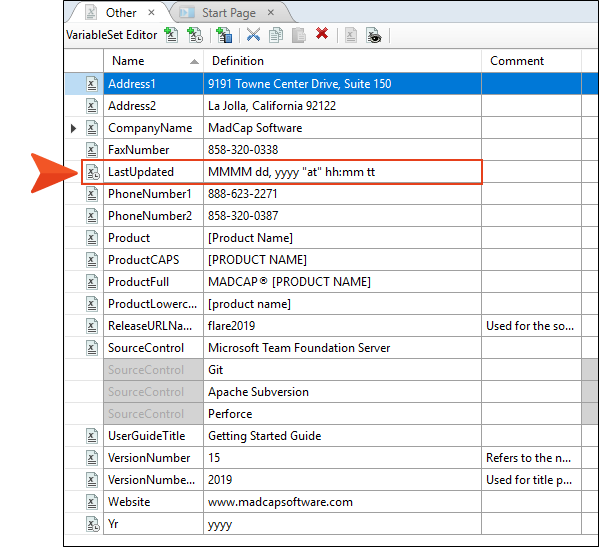 Other × Start Page ×
VariableSet Editor
Name Definition Comment
Address1 9191 Towne Center Drive, Suite 150
Address2 La Jolla, California 92122
CompanyName MadCap Software
FaxNumber 858-320-0338
LastUpdated MMMM dd, yyyy "at" hh:mm tt
PhoneNumber1 888-623-2271
PhoneNumber2 858-320-0387
Product [Product Name]
ProductCAPS [PRODUCT NAME]
ProductFull MADCAP® [PRODUCT NAME]
ProductLowerc... [product name]
ReleaseURLNa... flare2019 Used for the so...
SourceControl Microsoft Team Foundation Server
SourceControl Git
SourceControl Apache Subversion
SourceControl Perforce
UserGuideTitle Getting Started Guide
VersionNumber 15 Refers to the n...
VersionNumbe... 2019 Used for title p...
Website www.madcapsoftware.com
Yr yyyy